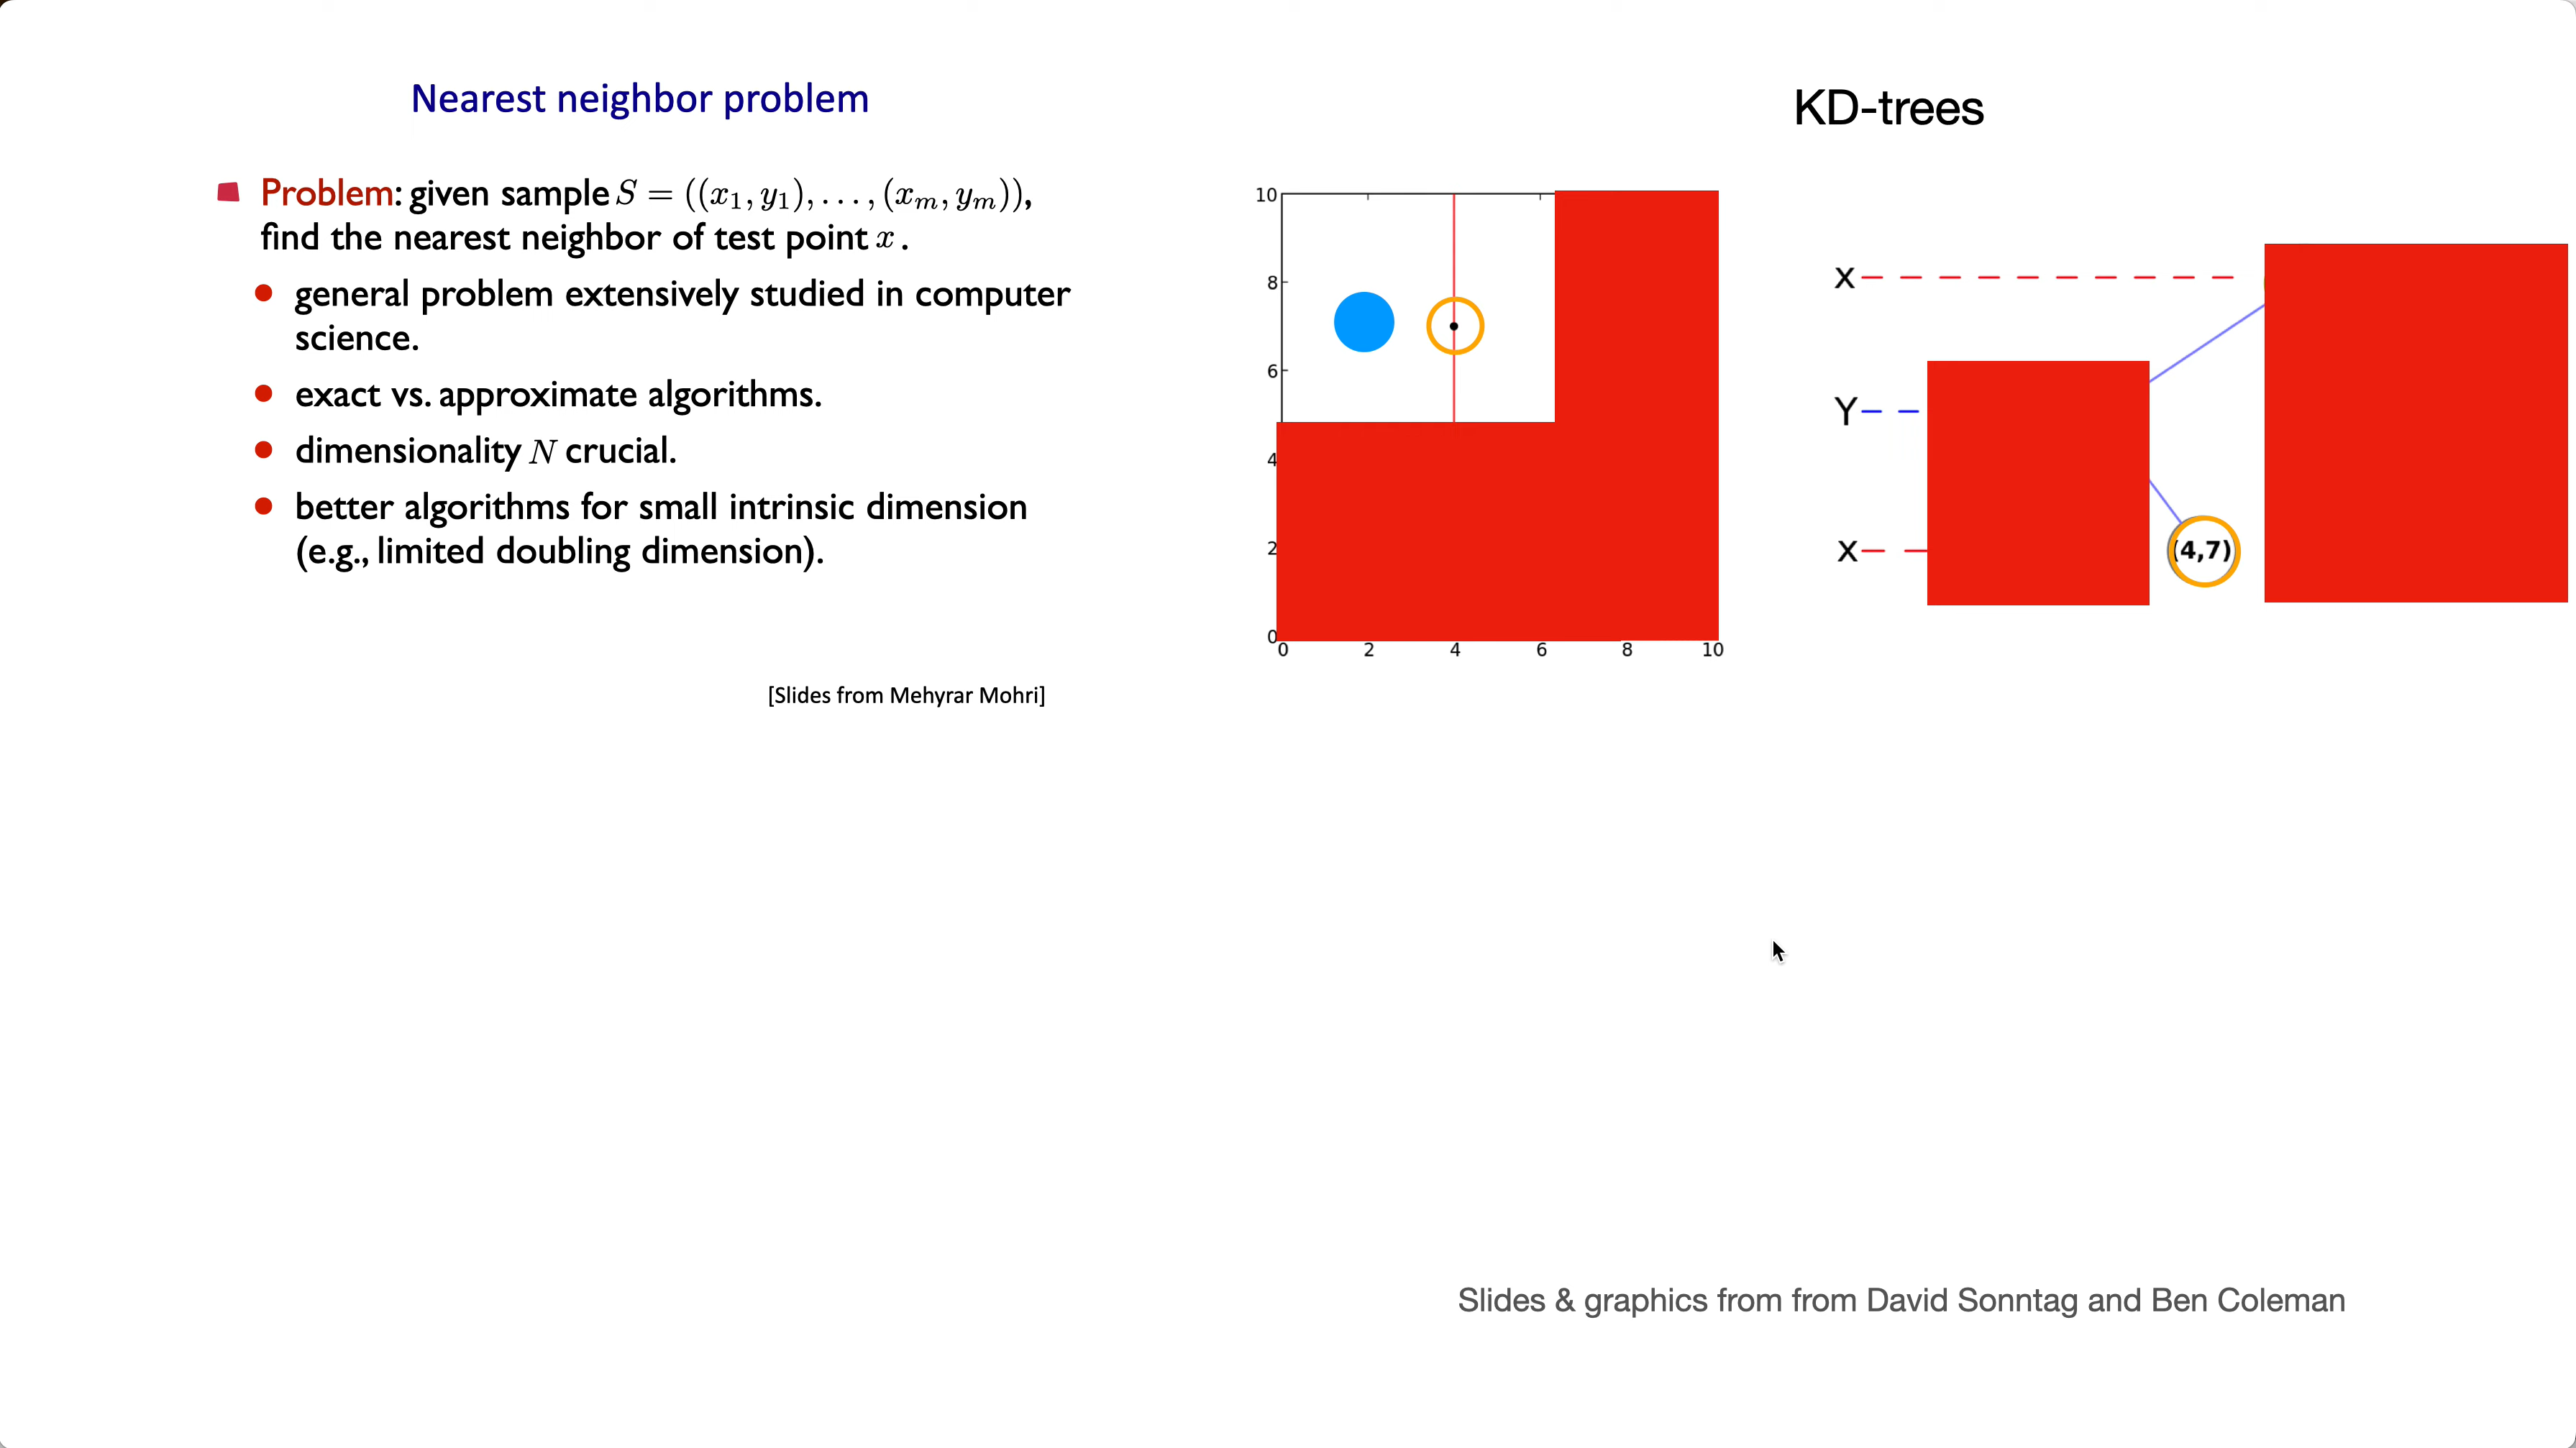 Nearest neighbor problem
Problem: given sample S = ((x₁, y₁), . . . , (xₘ, yₘ)),
find the nearest neighbor of test point x .
general problem extensively studied in computer
science.
exact vs. approximate algorithms.
dimensionality N crucial.
better algorithms for small intrinsic dimension
(e.g., limited doubling dimension).
[Slides from Mehyrar Mohri]
KD-trees
10
8
6
4
2
0
0 2 4 6 8 10
X
Y
X
(4,7)
Slides & graphics from from David Sonntag and Ben Coleman